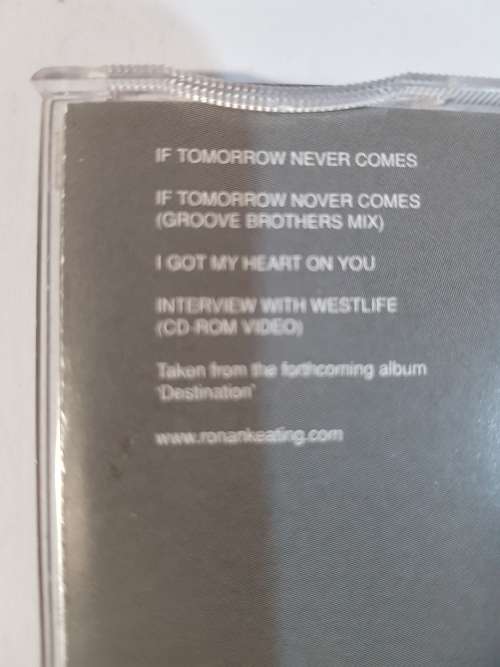 IF TOMORROW NEVER COMES
IF TOMORROW NOVER COMES
(GROOVE BROTHERS MIX)
I GOT MY HEART ON YOU
INTERVIEW WITH WESTLIFE
(CD-ROM VIDEO)
Taken from the forthcoming album
'Destination'
www.ronankeating.com